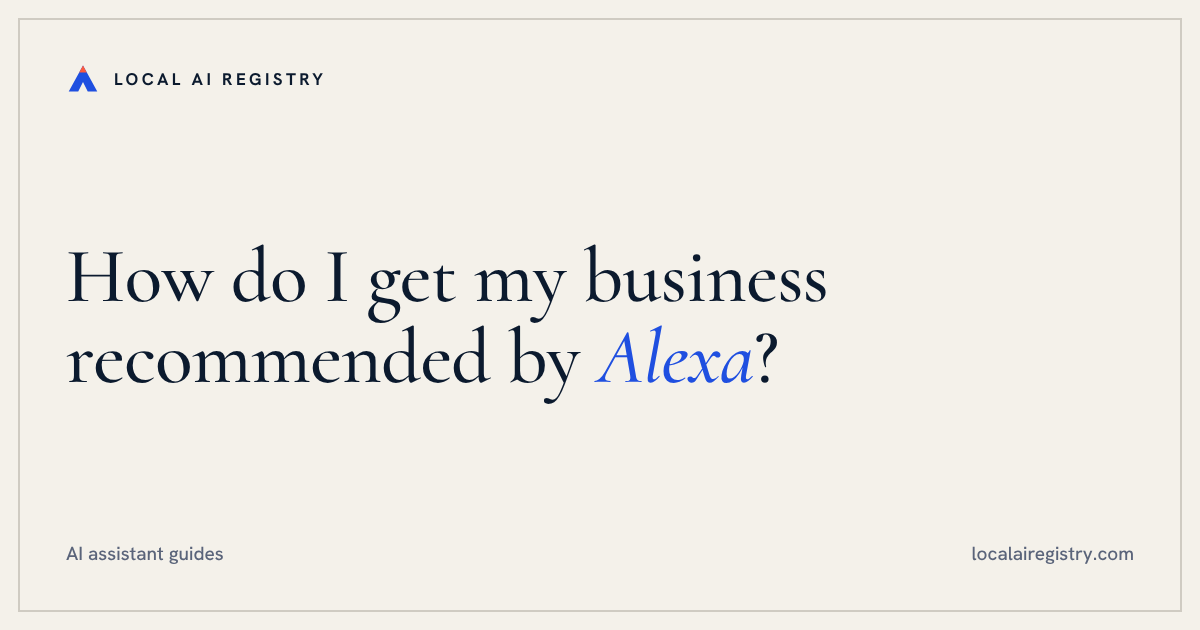 LOCAL AI REGISTRY
How do I get my business
recommended by Alexa?
AI assistant guides
localairegistry.com